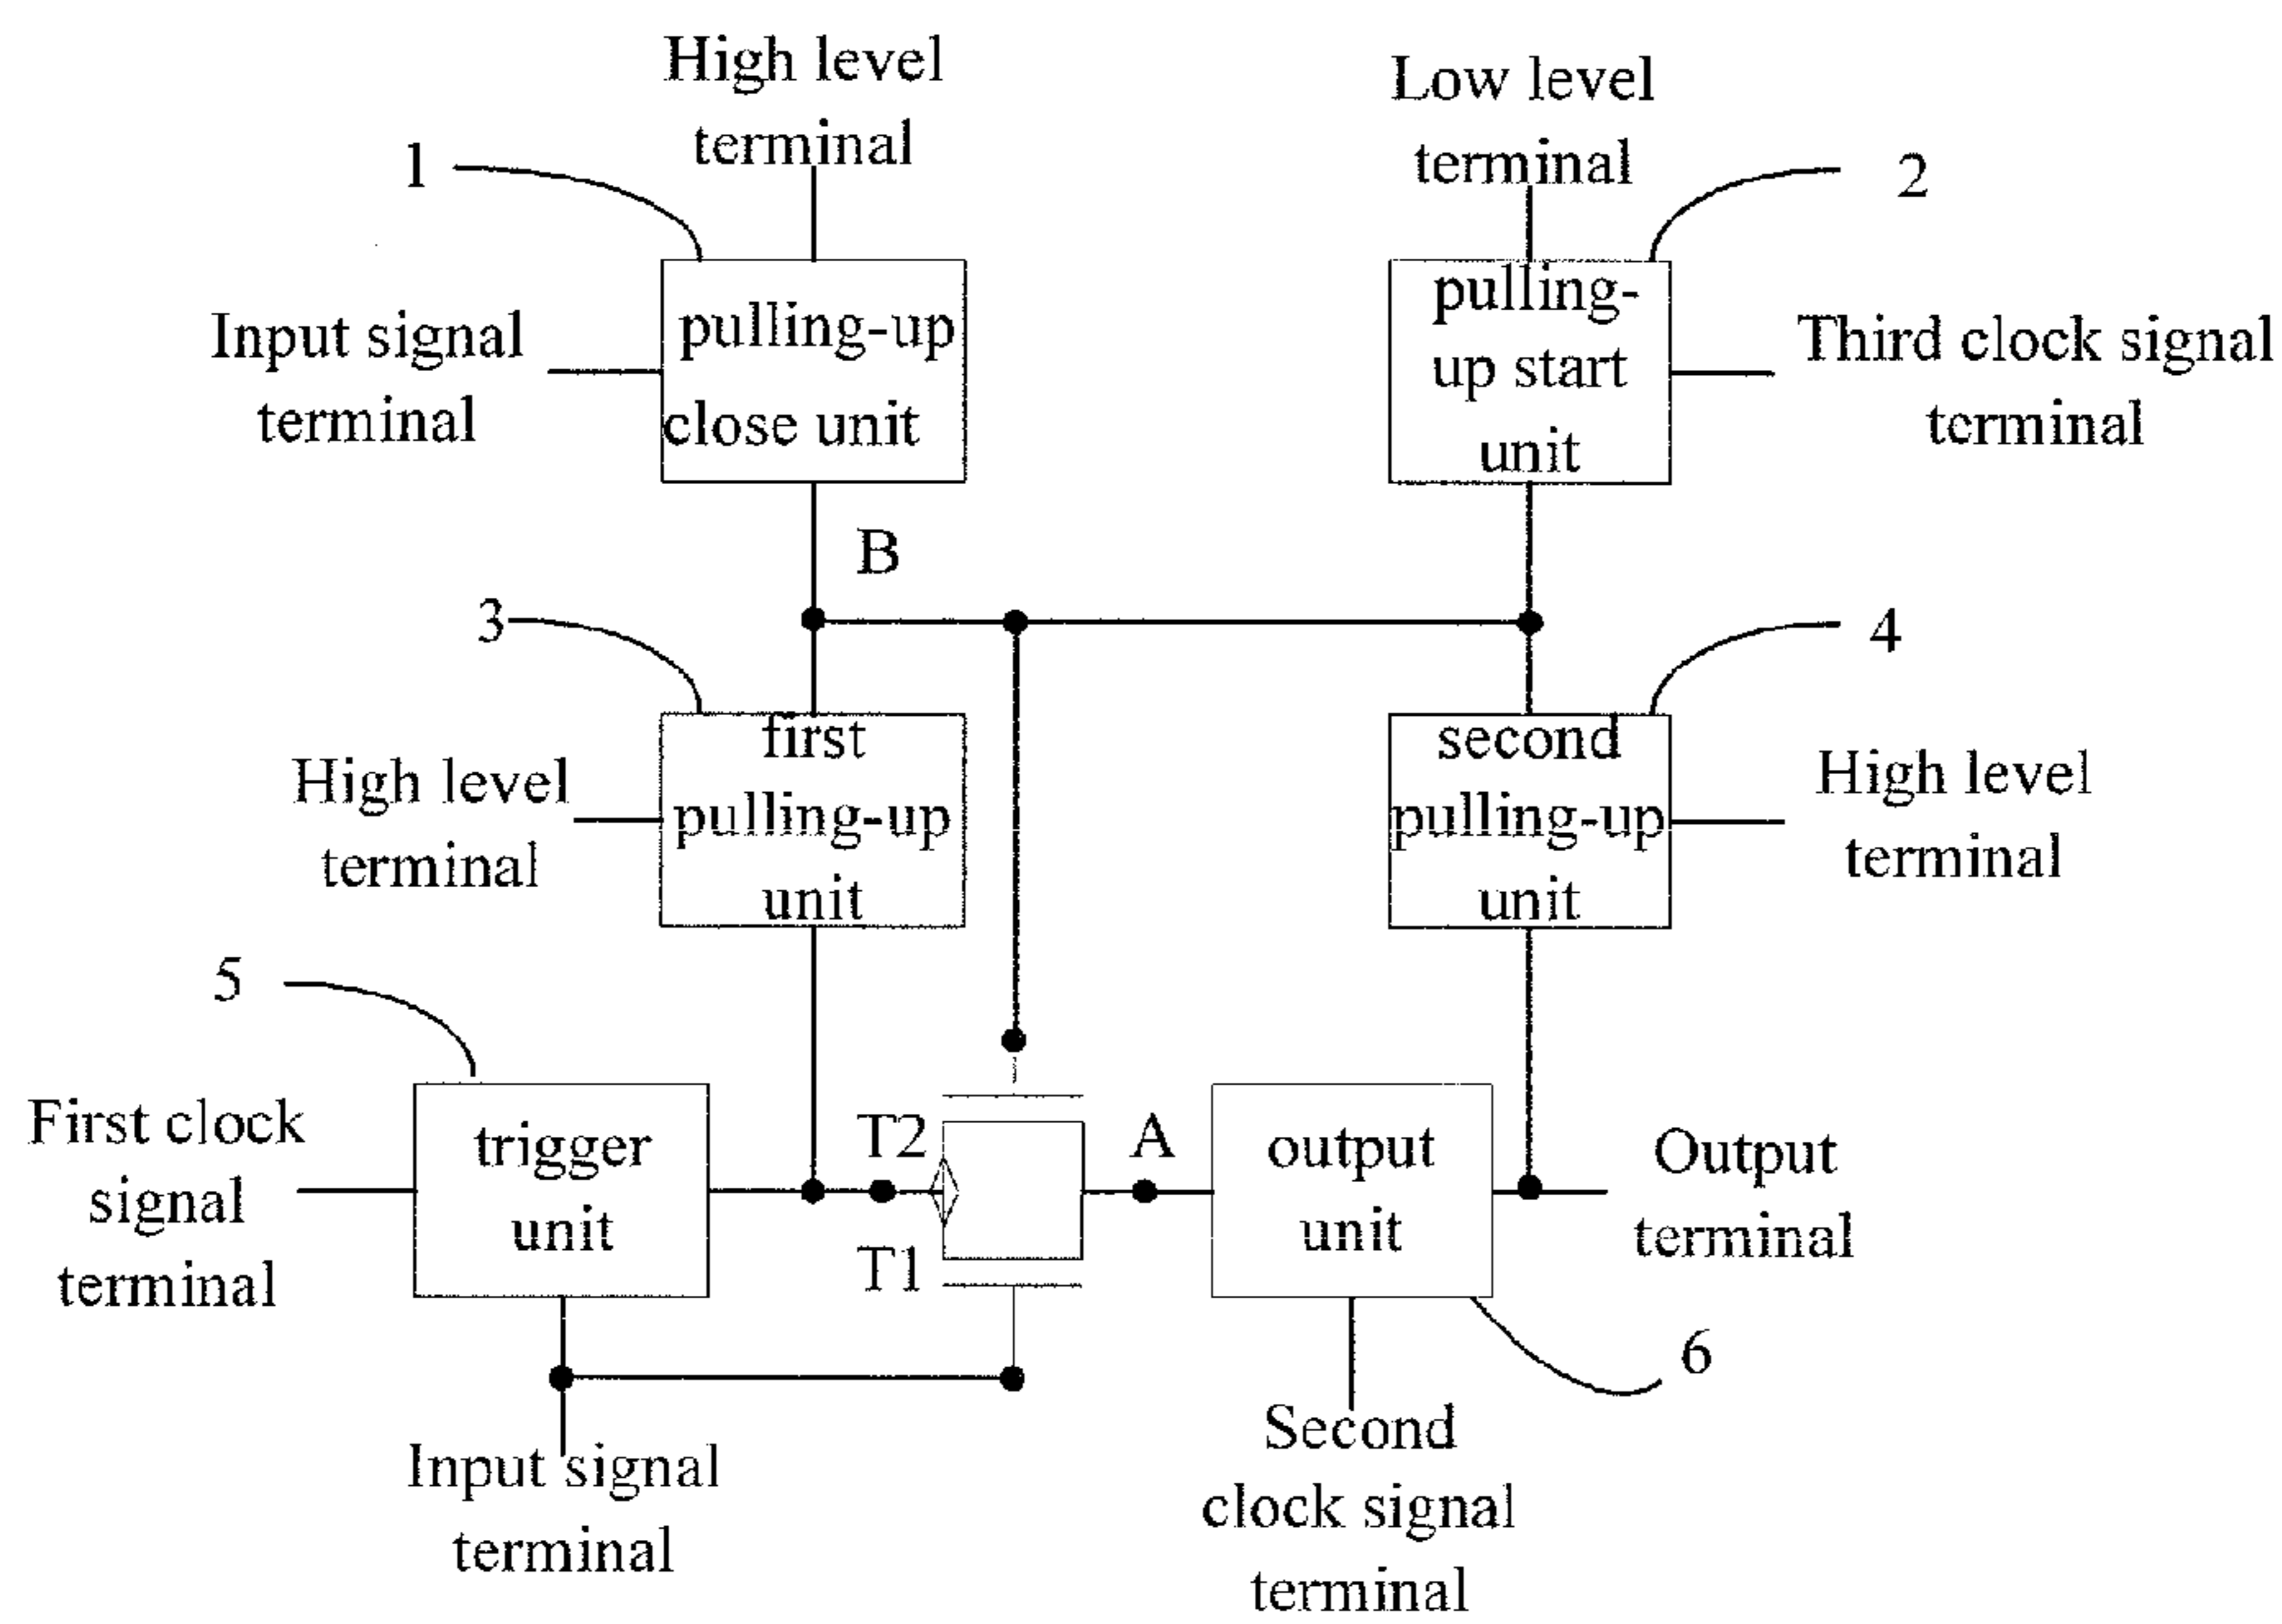 High level
terminal
Low level
terminal
1
2
Input signal
terminal
pulling-up
close unit
pulling-
up start
unit
Third clock signal
terminal
B
3
4
High level
terminal
first
pulling-up
unit
second
pulling-up
unit
High level
terminal
5
First clock
signal
terminal
trigger
unit
T2
T1
A
output
unit
Output
terminal
6
Input signal
terminal
Second
clock signal
terminal